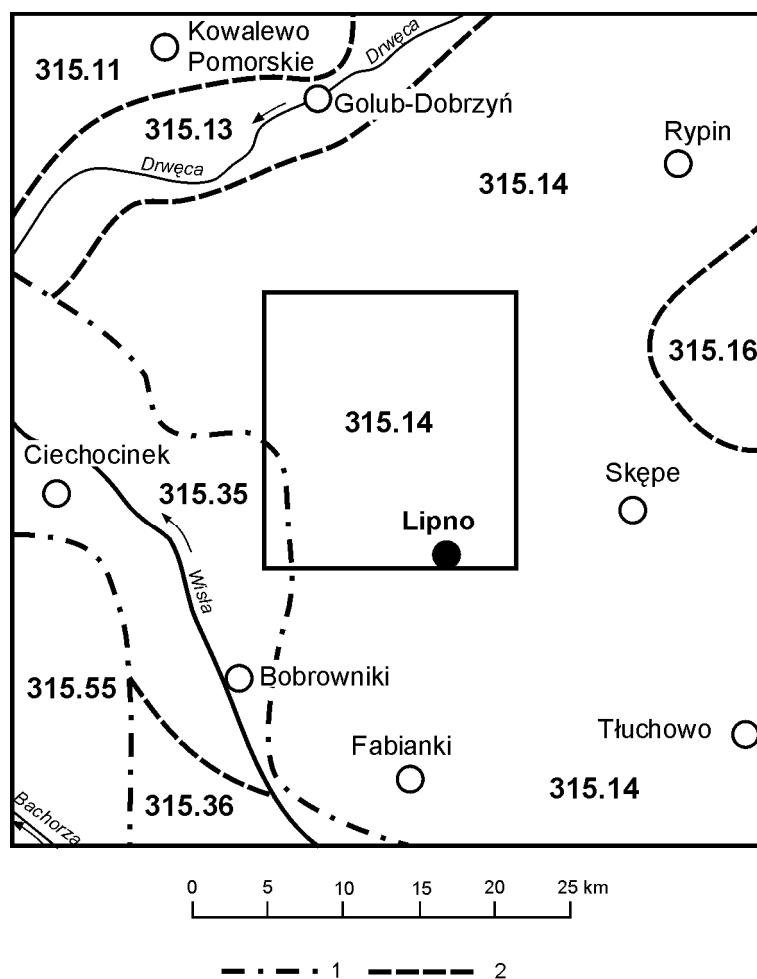 Kowalewo
Pomorskie
Drwęca
315.11
Golub-Dobrzyń
315.13
Drwęca
Rypin
315.14
315.16
315.14
Ciechocinek
315.35
Skępe
Lipno
Wisła
315.55
Bobrowniki
Tłuchowo
Fabianki
315.36
315.14
Bachorza
0 5 10 15 20 25 km
1 2